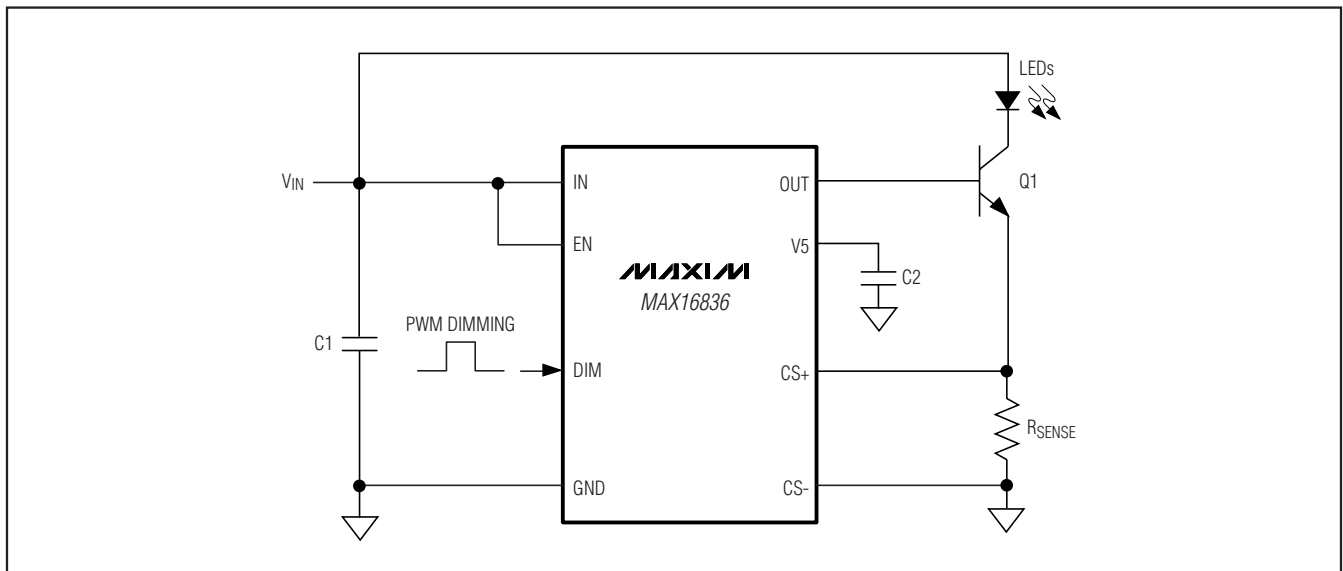 LEDs
VIN
IN
OUT
Q1
EN
V5
MAXIM
MAX16836
C2
PWM DIMMING
C1
DIM
CS+
RSENSE
GND
CS-